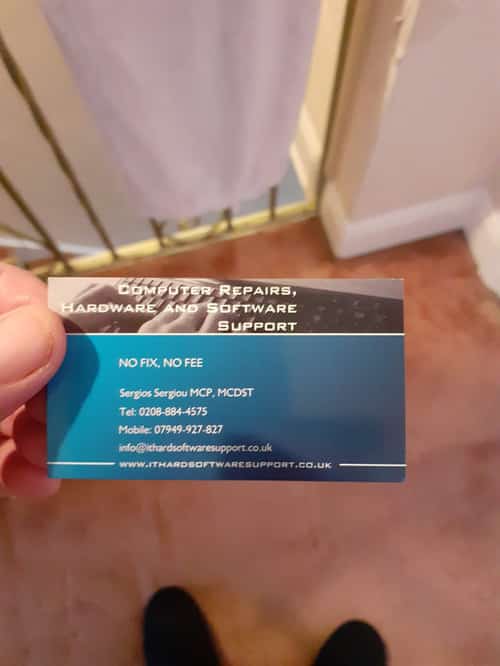 COMPUTER REPAIRS,
HARDWARE AND SOFTWARE
SUPPORT
NO FIX, NO FEE
Sergios Sergiou MCP, MCDST
Tel: 0208-884-4575
Mobile: 07949-927-827
info@ithardsoftwaresupport.co.uk
WWW.ITHARDSOFTWARESUPPORT.CO.UK